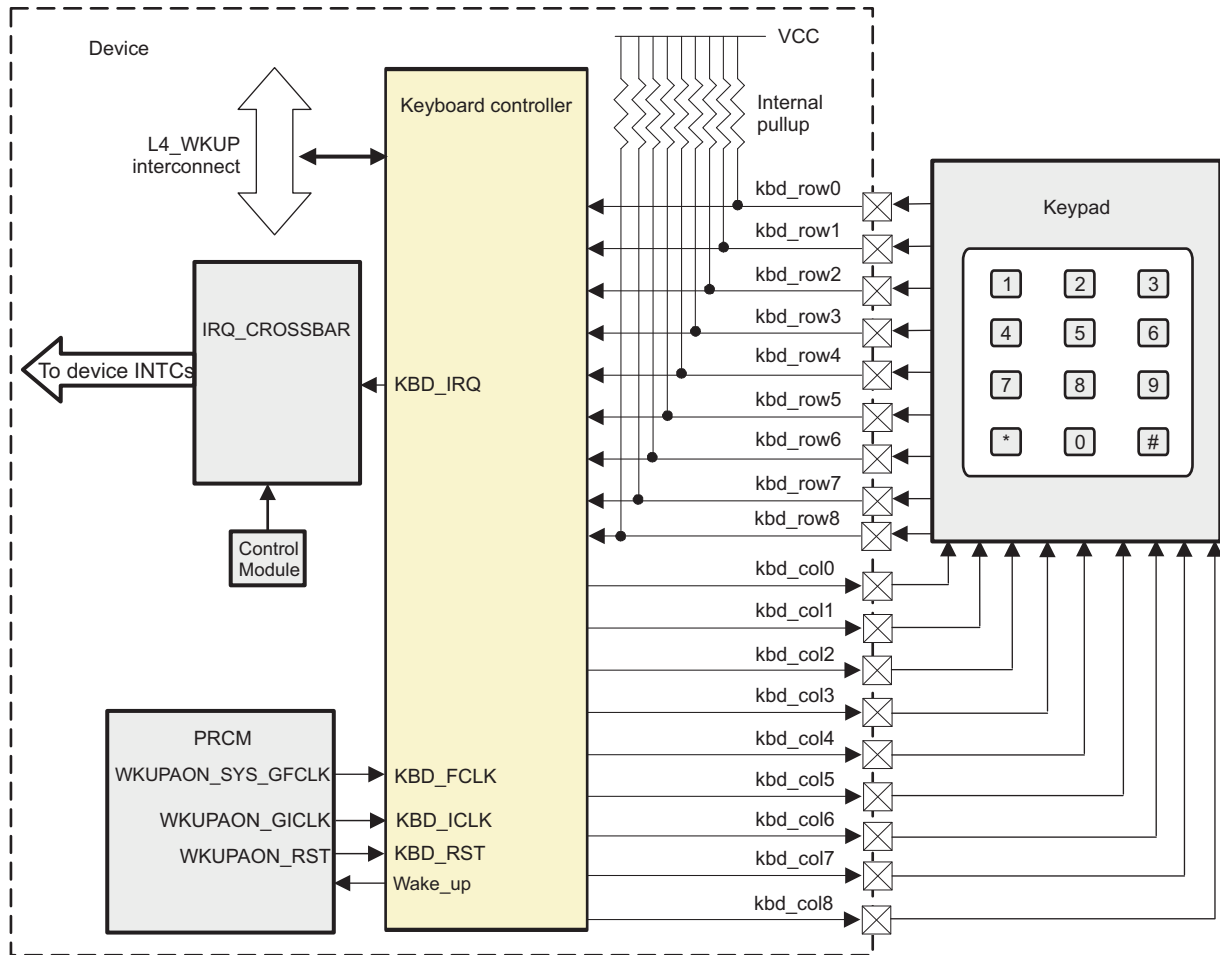 Device
VCC
Keyboard controller
Internal
pullup
L4_WKUP
interconnect
kbd_row0
kbd_row1
kbd_row2
kbd_row3
kbd_row4
kbd_row5
kbd_row6
kbd_row7
kbd_row8
Keypad
1 2 3
4 5 6
7 8 9
* 0 #
IRQ_CROSSBAR
To device INTCs
KBD_IRQ
Control
Module
kbd_col0
kbd_col1
kbd_col2
kbd_col3
kbd_col4
kbd_col5
kbd_col6
kbd_col7
kbd_col8
PRCM
WKUPAON_SYS_GFCLK
KBD_FCLK
WKUPAON_GICLK
KBD_ICLK
WKUPAON_RST
KBD_RST
Wake_up